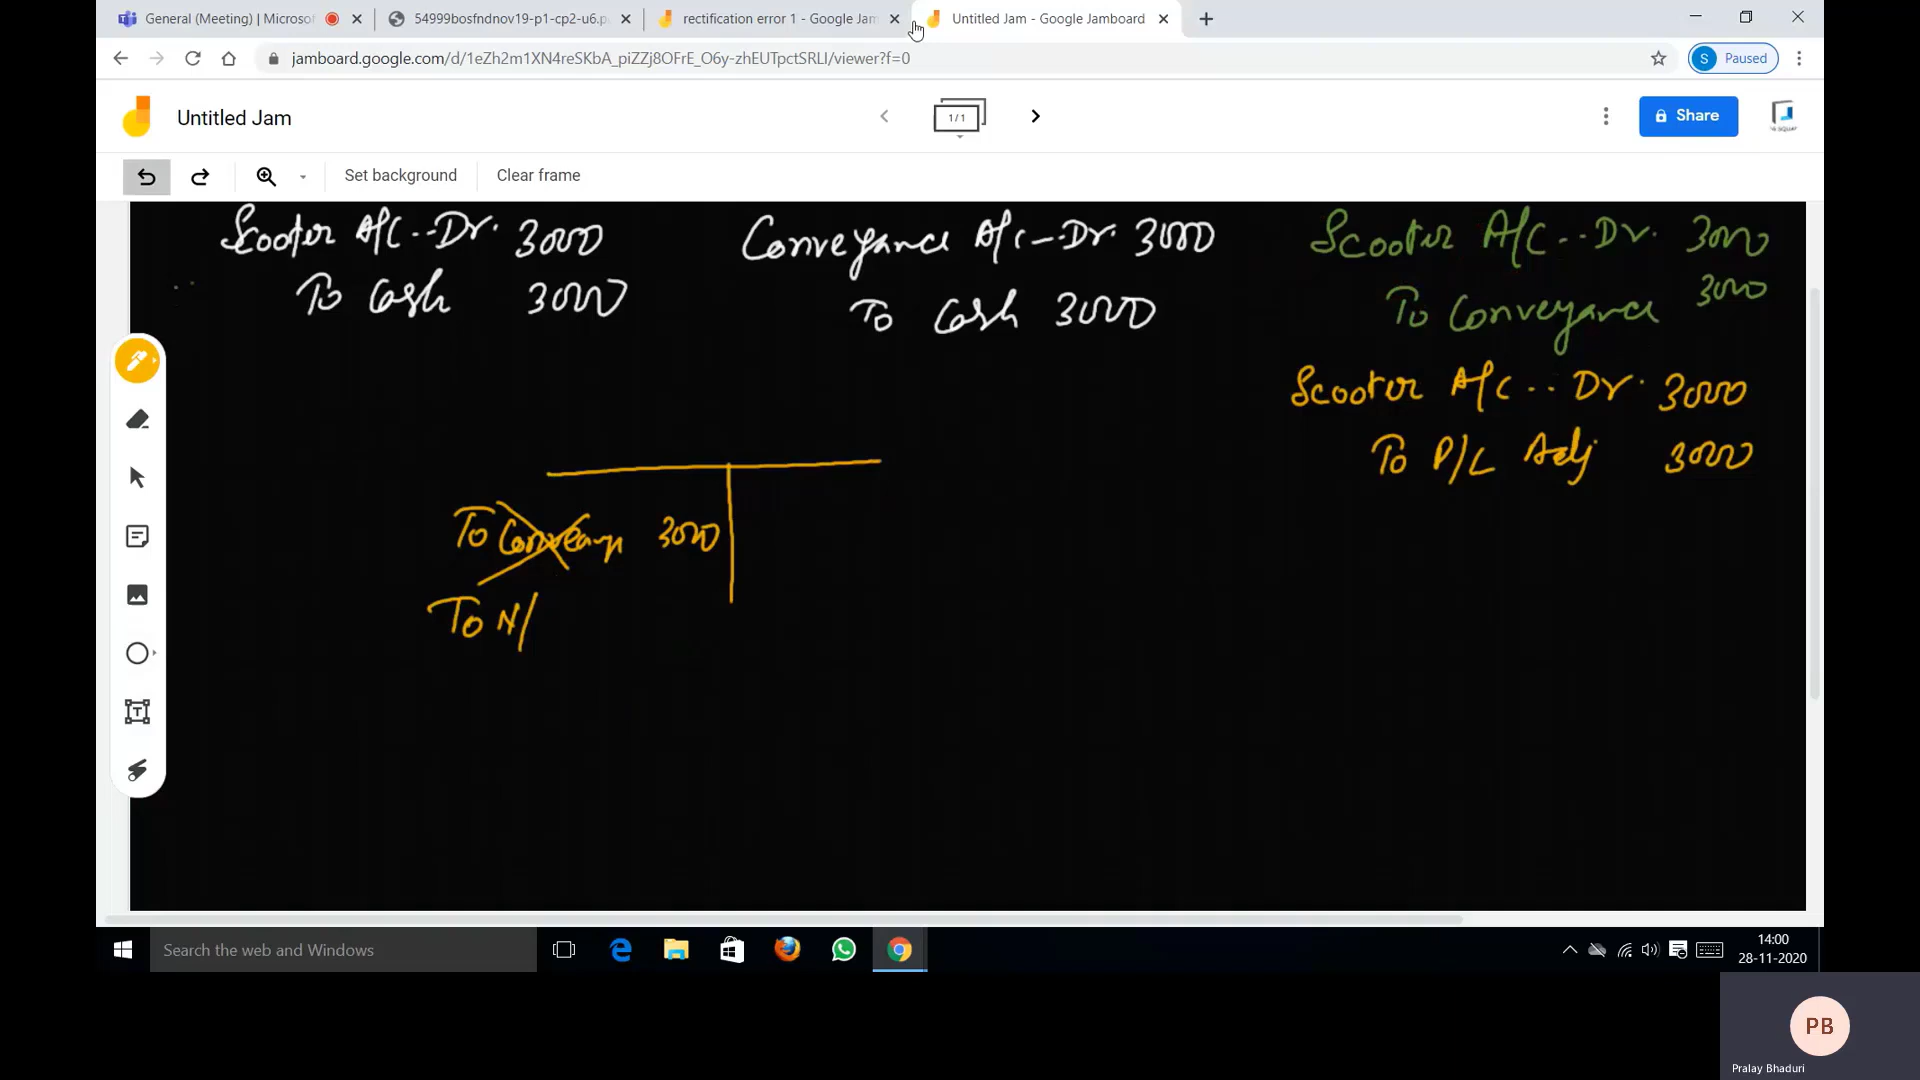 General (Meeting) | Microso
54999bosfndnov19-p1-cp2-u6.p
rectification error 1 - Google Jam
Untitled Jam - Google Jamboard
jamboard.google.com/d/1eZh2m1XN4reSKbA_piZZj8OFrE_O6y-zhEUTpctSRLI/viewer?f=0
S Paused
Untitled Jam
1/1
Share
Set background
Clear frame
Scooter A/C..Dr. 3000
To Cash 3000
Conveyance A/c-Dr. 3000
To Cash 3000
Scooter A/C..Dr. 3000
To Conveyance 3000
Scooter A/C..Dr. 3000
To P/L Adj 3000
To 3000
To N/
Search the web and Windows
14:00
28-11-2020
PB
Pralay Bhaduri